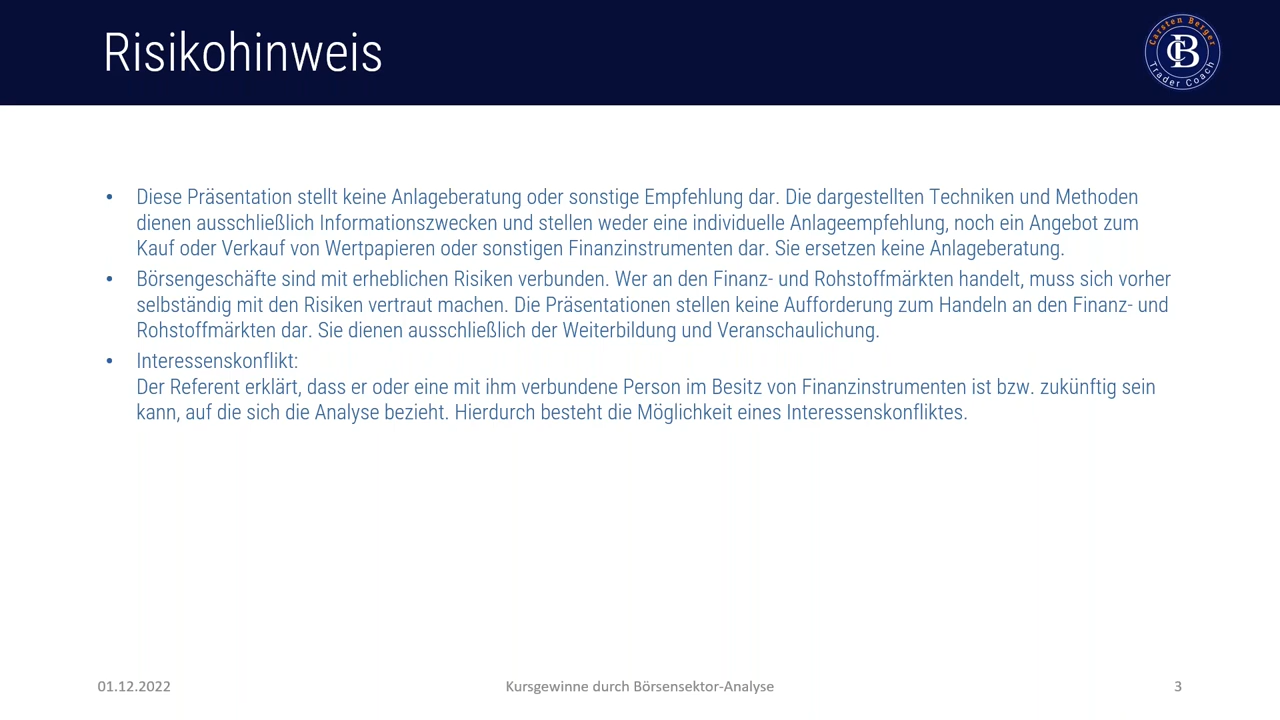 Risikohinweis
Carsten Berger
CB
Trader Coach
• Diese Präsentation stellt keine Anlageberatung oder sonstige Empfehlung dar. Die dargestellten Techniken und Methoden
dienen ausschließlich Informationszwecken und stellen weder eine individuelle Anlageempfehlung, noch ein Angebot zum
Kauf oder Verkauf von Wertpapieren oder sonstigen Finanzinstrumenten dar. Sie ersetzen keine Anlageberatung.
• Börsengeschäfte sind mit erheblichen Risiken verbunden. Wer an den Finanz- und Rohstoffmärkten handelt, muss sich vorher
selbständig mit den Risiken vertraut machen. Die Präsentationen stellen keine Aufforderung zum Handeln an den Finanz- und
Rohstoffmärkten dar. Sie dienen ausschließlich der Weiterbildung und Veranschaulichung.
• Interessenskonflikt:
Der Referent erklärt, dass er oder eine mit ihm verbundene Person im Besitz von Finanzinstrumenten ist bzw. zukünftig sein
kann, auf die sich die Analyse bezieht. Hierdurch besteht die Möglichkeit eines Interessenskonfliktes.
01.12.2022
Kursgewinne durch Börsensektor-Analyse
3